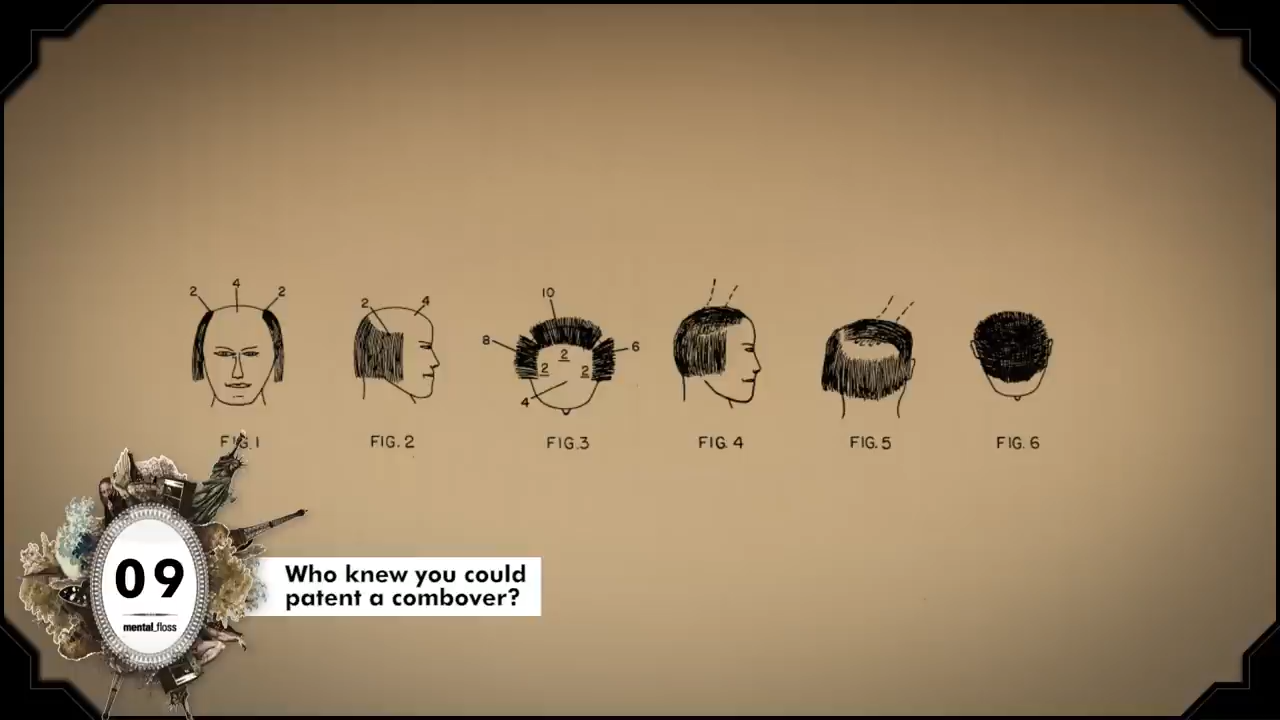 2 4 2
2 4
10
8 6
2
2 2
4
FIG. 1 FIG. 2 FIG. 3 FIG. 4 FIG. 5 FIG. 6
09
mental_floss
Who knew you could
patent a combover?